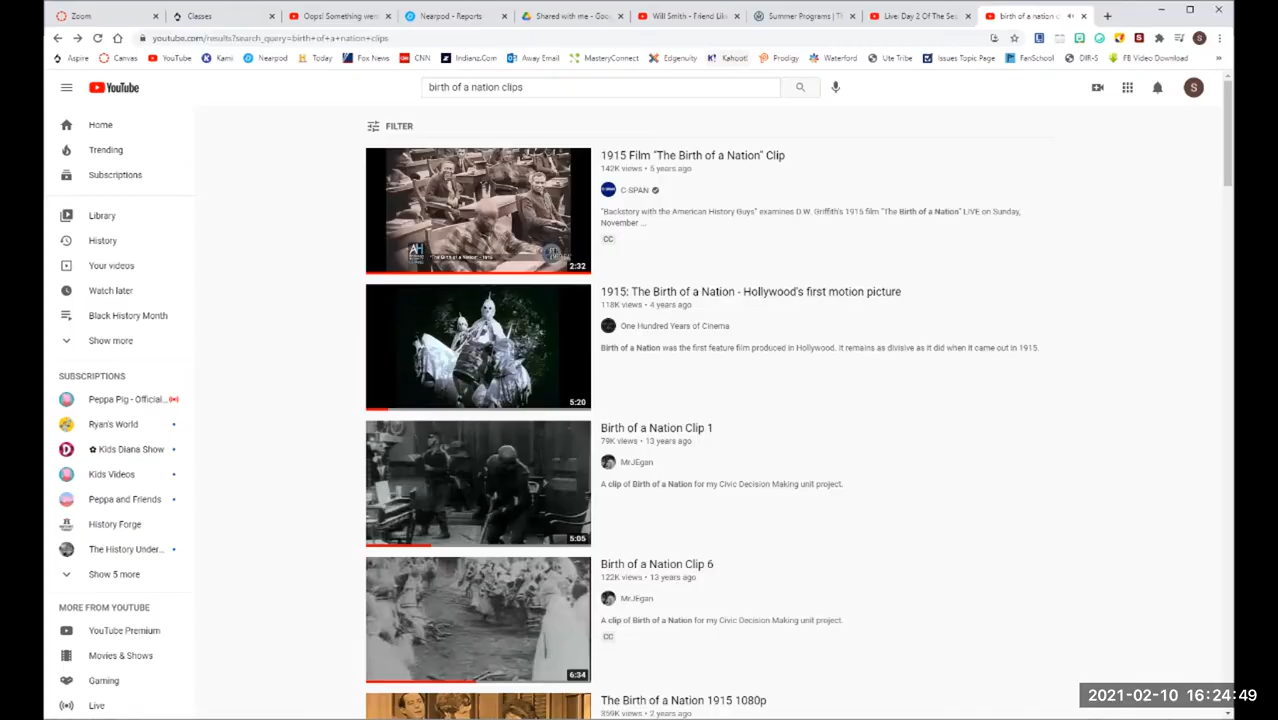 Zoom
Classes
Oops! Something wen
Nearpod - Reports
Shared with me - Goo
Will Smith - Friend Lik
Summer Programs | Th
Live: Day 2 Of The Se
birth of a nation c
youtube.com/results?search_query=birth+of+a+nation+clips
Aspire
Canvas
YouTube
Kami
Nearpod
Today
Fox News
CNN
Indianz.Com
Away Email
MasteryConnect
Edgenuity
Kahoot!
Prodigy
Waterford
Ute Tribe
Issues Topic Page
FanSchool
DIR-S
FB Video Download
YouTube
birth of a nation clips
S
Home
Trending
Subscriptions
Library
History
Your videos
Watch later
Black History Month
Show more
SUBSCRIPTIONS
Peppa Pig - Official...
Ryan's World
✿ Kids Diana Show
Kids Videos
Peppa and Friends
History Forge
The History Under...
Show 5 more
MORE FROM YOUTUBE
YouTube Premium
Movies & Shows
Gaming
Live
FILTER
AH
"The Birth of a Nation" - 1915
2:32
1915 Film "The Birth of a Nation" Clip
142K views • 5 years ago
C-SPAN
"Backstory with the American History Guys" examines D.W. Griffith's 1915 film "The Birth of a Nation" LIVE on Sunday,
November ...
CC
5:20
1915: The Birth of a Nation - Hollywood's first motion picture
118K views • 4 years ago
One Hundred Years of Cinema
Birth of a Nation was the first feature film produced in Hollywood. It remains as divisive as it did when it came out in 1915.
5:05
Birth of a Nation Clip 1
79K views • 13 years ago
MrJEgan
A clip of Birth of a Nation for my Civic Decision Making unit project.
6:34
Birth of a Nation Clip 6
122K views • 13 years ago
MrJEgan
A clip of Birth of a Nation for my Civic Decision Making unit project.
CC
The Birth of a Nation 1915 1080p
359K views • 2 years ago
2021-02-10 16:24:49